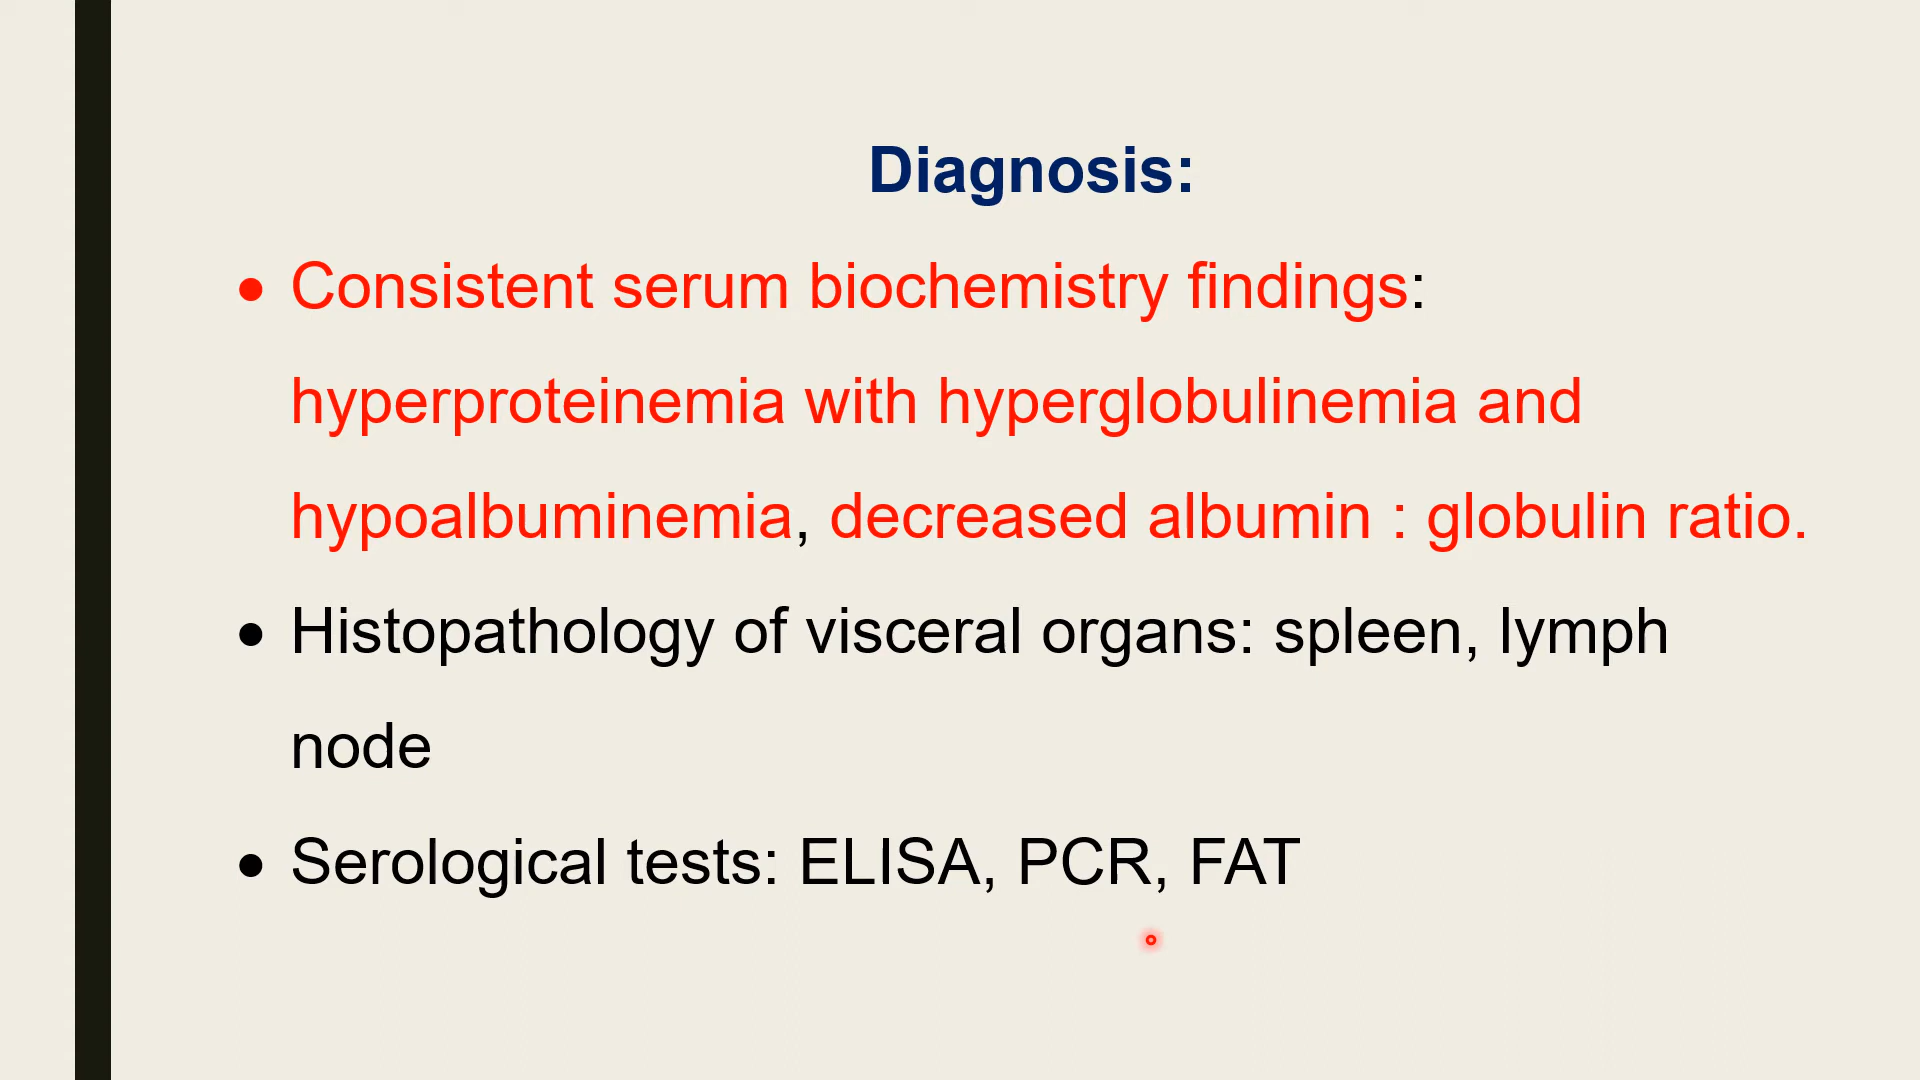 Diagnosis:
• Consistent serum biochemistry findings:
hyperproteinemia with hyperglobulinemia and
hypoalbuminemia, decreased albumin : globulin ratio.
• Histopathology of visceral organs: spleen, lymph
node
• Serological tests: ELISA, PCR, FAT